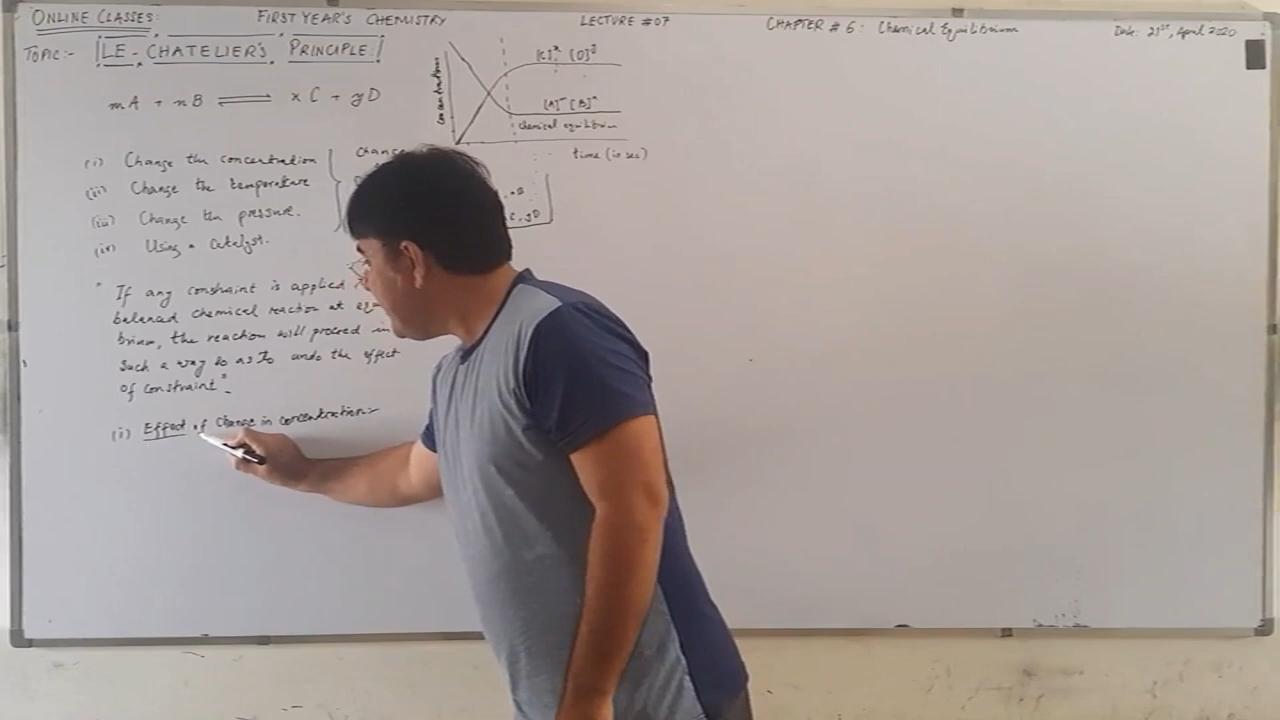 ONLINE CLASSES: FIRST YEAR'S CHEMISTRY LECTURE #07 CHAPTER # 6: Chemical Equilibrium Date: 21st, April 2020
TOPIC:- LE-CHATELIER'S PRINCIPLE:
mA + nB ⇌ xC + yD
Concentrations
[C]x [D]y
[A]m [B]n
chemical equilibrium
time (in sec)
(i) Change the concentration
(ii) Change the temperature
(iii) Change the pressure.
(iv) Using a Catalyst.
Change
"If any constraint is applied
balanced chemical reaction at
brium, the reaction will proceed in
such a way so as to undo the effect
of constraint".
(i) Effect of Change in concentration:-